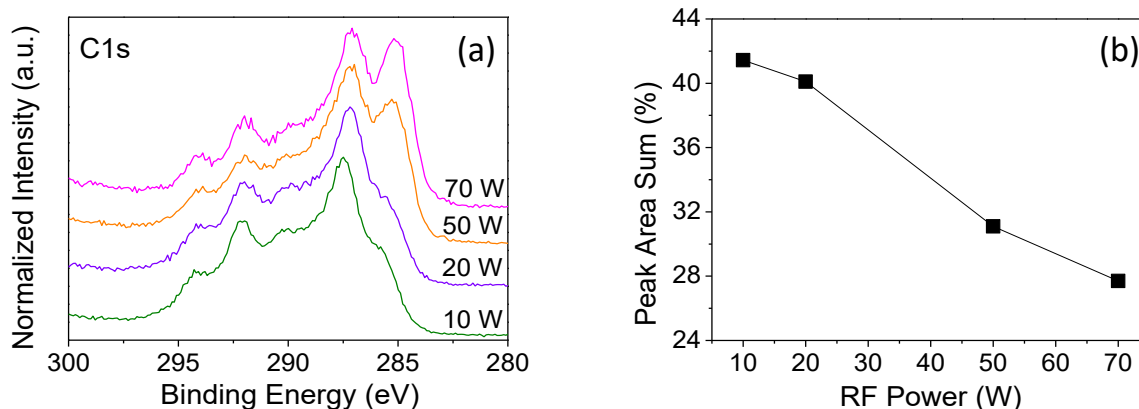 C1s
(a)
Normalized Intensity (a.u.)
70 W
50 W
20 W
10 W
300 295 290 285 280
Binding Energy (eV)
(b)
Peak Area Sum (%)
44
40
36
32
28
24
10 20 30 40 50 60 70
RF Power (W)